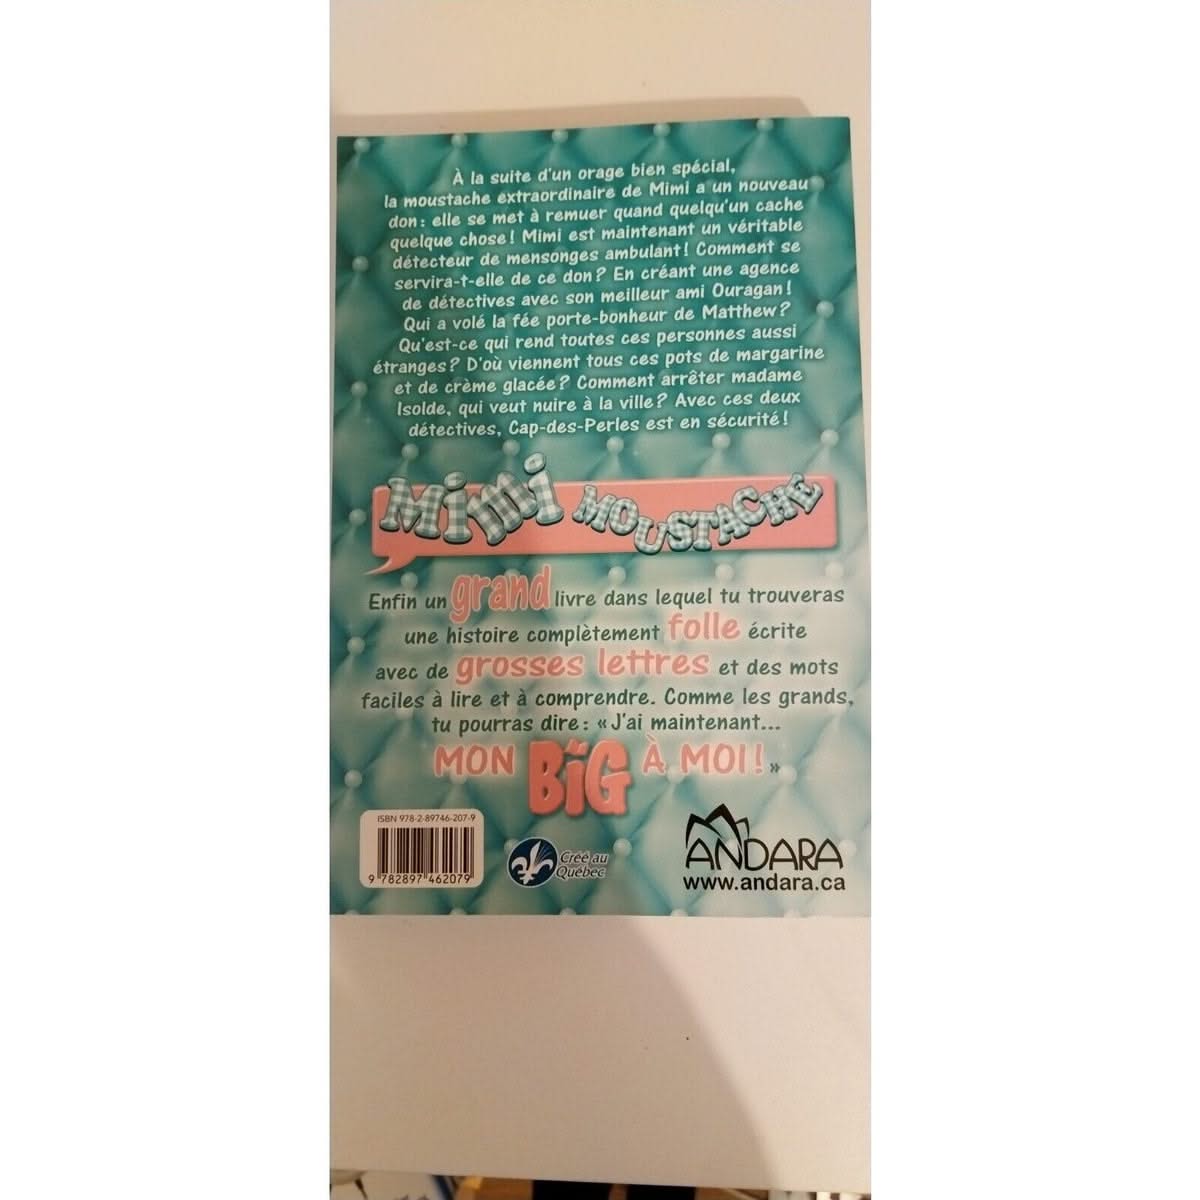 À la suite d'un orage bien spécial,
la moustache extraordinaire de Mimi a un nouveau
don : elle se met à remuer quand quelqu'un cache
quelque chose ! Mimi est maintenant un véritable
détecteur de mensonges ambulant ! Comment se
servira-t-elle de ce don ? En créant une agence
de détectives avec son meilleur ami Ouragan !
Qui a volé la fée porte-bonheur de Matthew ?
Qu'est-ce qui rend toutes ces personnes aussi
étranges ? D'où viennent tous ces pots de margarine
et de crème glacée ? Comment arrêter madame
Isolde, qui veut nuire à la ville ? Avec ces deux
détectives, Cap-des-Perles est en sécurité !
Mimi MOUSTACHE
Enfin un grand livre dans lequel tu trouveras
une histoire complètement folle écrite
avec de grosses lettres et des mots
faciles à lire et à comprendre. Comme les grands,
tu pourras dire : « J'ai maintenant...
MON BiG À MOI ! »
ISBN 978-2-89746-207-9
9 782897 462079
Créé au
Québec
ANDARA
www.andara.ca